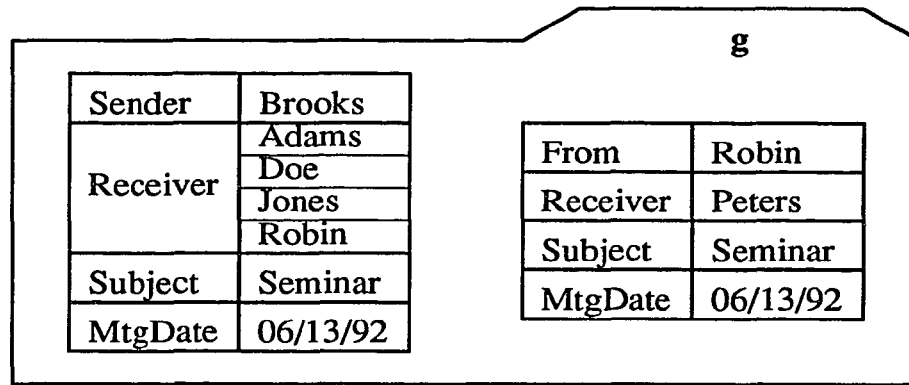 g
Sender Brooks
Receiver Adams
Doe
Jones
Robin
Subject Seminar
MtgDate 06/13/92
From Robin
Receiver Peters
Subject Seminar
MtgDate 06/13/92